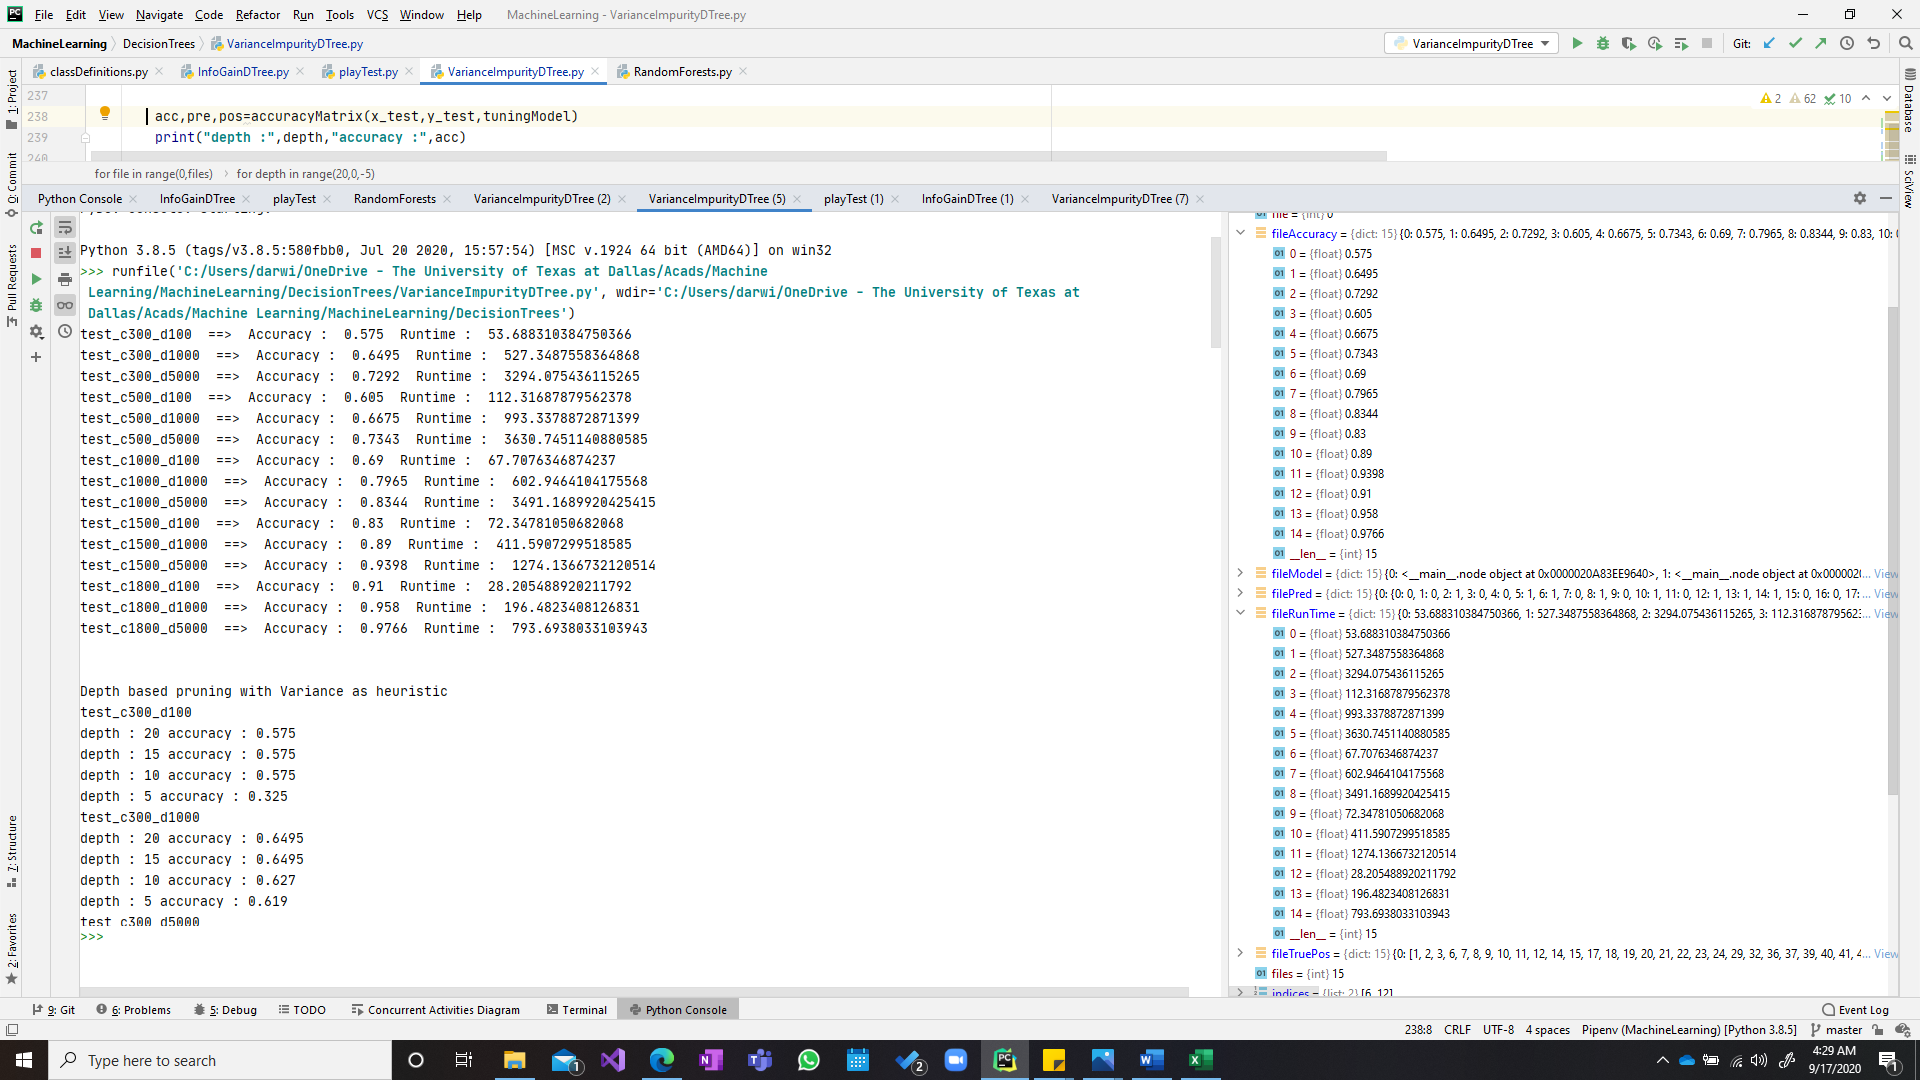 File Edit View Navigate Code Refactor Run Tools VCS Window Help MachineLearning - VarianceImpurityDTree.py
MachineLearning DecisionTrees VarianceImpurityDTree.py VarianceImpurityDTree Git:
classDefinitions.py InfoGainDTree.py playTest.py VarianceImpurityDTree.py RandomForests.py
237
238 acc,pre,pos=accuracyMatrix(x_test,y_test,tuningModel) 2 62 10
239 print("depth :",depth,"accuracy :",acc)
240
for file in range(0,files) for depth in range(20,0,-5)
Python Console InfoGainDTree playTest RandomForests VarianceImpurityDTree (2) VarianceImpurityDTree (5) playTest (1) InfoGainDTree (1) VarianceImpurityDTree (7)
Python 3.8.5 (tags/v3.8.5:580fbb0, Jul 20 2020, 15:57:54) [MSC v.1924 64 bit (AMD64)] on win32
>>> runfile('C:/Users/darwi/OneDrive - The University of Texas at Dallas/Acads/Machine
Learning/MachineLearning/DecisionTrees/VarianceImpurityDTree.py', wdir='C:/Users/darwi/OneDrive - The University of Texas at
Dallas/Acads/Machine Learning/MachineLearning/DecisionTrees')
test_c300_d100 ==> Accuracy : 0.575 Runtime : 53.688310384750366
test_c300_d1000 ==> Accuracy : 0.6495 Runtime : 527.3487558364868
test_c300_d5000 ==> Accuracy : 0.7292 Runtime : 3294.075436115265
test_c500_d100 ==> Accuracy : 0.605 Runtime : 112.31687879562378
test_c500_d1000 ==> Accuracy : 0.6675 Runtime : 993.3378872871399
test_c500_d5000 ==> Accuracy : 0.7343 Runtime : 3630.7451140880585
test_c1000_d100 ==> Accuracy : 0.69 Runtime : 67.7076346874237
test_c1000_d1000 ==> Accuracy : 0.7965 Runtime : 602.9464104175568
test_c1000_d5000 ==> Accuracy : 0.8344 Runtime : 3491.1689920425415
test_c1500_d100 ==> Accuracy : 0.83 Runtime : 72.34781050682068
test_c1500_d1000 ==> Accuracy : 0.89 Runtime : 411.5907299518585
test_c1500_d5000 ==> Accuracy : 0.9398 Runtime : 1274.1366732120514
test_c1800_d100 ==> Accuracy : 0.91 Runtime : 28.205488920211792
test_c1800_d1000 ==> Accuracy : 0.958 Runtime : 196.4823408126831
test_c1800_d5000 ==> Accuracy : 0.9766 Runtime : 793.6938033103943
Depth based pruning with Variance as heuristic
test_c300_d100
depth : 20 accuracy : 0.575
depth : 15 accuracy : 0.575
depth : 10 accuracy : 0.575
depth : 5 accuracy : 0.325
test_c300_d1000
depth : 20 accuracy : 0.6495
depth : 15 accuracy : 0.6495
depth : 10 accuracy : 0.627
depth : 5 accuracy : 0.619
test_c300_d5000
>>>
file = {int} 0
fileAccuracy = {dict: 15} {0: 0.575, 1: 0.6495, 2: 0.7292, 3: 0.605, 4: 0.6675, 5: 0.7343, 6: 0.69, 7: 0.7965, 8: 0.8344, 9: 0.83, 10:
0 = {float} 0.575
1 = {float} 0.6495
2 = {float} 0.7292
3 = {float} 0.605
4 = {float} 0.6675
5 = {float} 0.7343
6 = {float} 0.69
7 = {float} 0.7965
8 = {float} 0.8344
9 = {float} 0.83
10 = {float} 0.89
11 = {float} 0.9398
12 = {float} 0.91
13 = {float} 0.958
14 = {float} 0.9766
__len__ = {int} 15
fileModel = {dict: 15} {0: <__main__.node object at 0x0000020A83EE9640>, 1: <__main__.node object at 0x000002(... View
filePred = {dict: 15} {0: {0: 0, 1: 0, 2: 1, 3: 0, 4: 0, 5: 1, 6: 1, 7: 0, 8: 1, 9: 0, 10: 1, 11: 0, 12: 1, 13: 1, 14: 1, 15: 0, 16: 0, 17:... View
fileRunTime = {dict: 15} {0: 53.688310384750366, 1: 527.3487558364868, 2: 3294.075436115265, 3: 112.316878795623... View
0 = {float} 53.688310384750366
1 = {float} 527.3487558364868
2 = {float} 3294.075436115265
3 = {float} 112.31687879562378
4 = {float} 993.3378872871399
5 = {float} 3630.7451140880585
6 = {float} 67.7076346874237
7 = {float} 602.9464104175568
8 = {float} 3491.1689920425415
9 = {float} 72.34781050682068
10 = {float} 411.5907299518585
11 = {float} 1274.1366732120514
12 = {float} 28.205488920211792
13 = {float} 196.4823408126831
14 = {float} 793.6938033103943
__len__ = {int} 15
fileTruePos = {dict: 15} {0: [1, 2, 3, 6, 7, 8, 9, 10, 11, 12, 14, 15, 17, 18, 19, 20, 21, 22, 23, 24, 29, 32, 36, 37, 39, 40, 41, 4... View
files = {int} 15
indices = {list: 2} [6, 12]
1: Project
0: Commit
Pull Requests
7: Structure
2: Favorites
Database
SciView
9: Git 6: Problems 5: Debug TODO Concurrent Activities Diagram Terminal Python Console Event Log
238:8 CRLF UTF-8 4 spaces Pipenv (MachineLearning) [Python 3.8.5] master
Type here to search 1 2 4:29 AM
9/17/2020 1